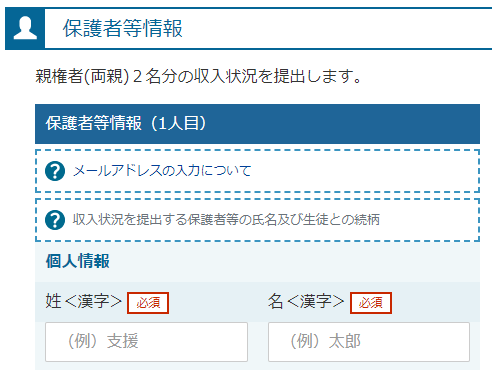 保護者等情報
親権者(両親)２名分の収入状況を提出します。
保護者等情報（1人目）
? メールアドレスの入力について
? 収入状況を提出する保護者等の氏名及び生徒との続柄
個人情報
姓＜漢字＞ 必須 名＜漢字＞ 必須
（例）支援 （例）太郎